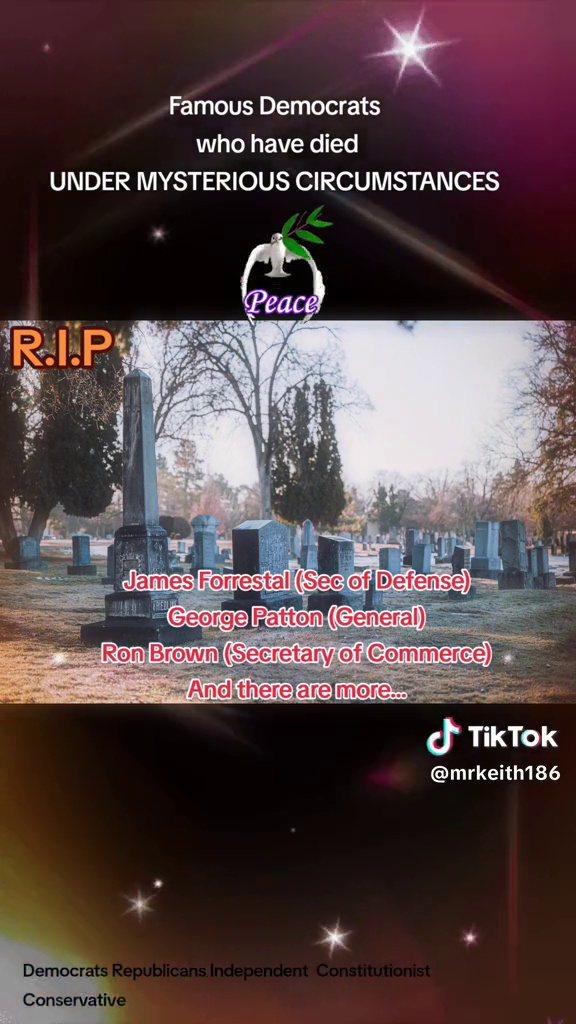 Famous Democrats
who have died
UNDER MYSTERIOUS CIRCUMSTANCES
Peace
R.I.P
James Forrestal (Sec of Defense)
George Patton (General)
Ron Brown (Secretary of Commerce)
And there are more...
TikTok
@mrkeith186
Democrats Republicans Independent Constitutionist
Conservative